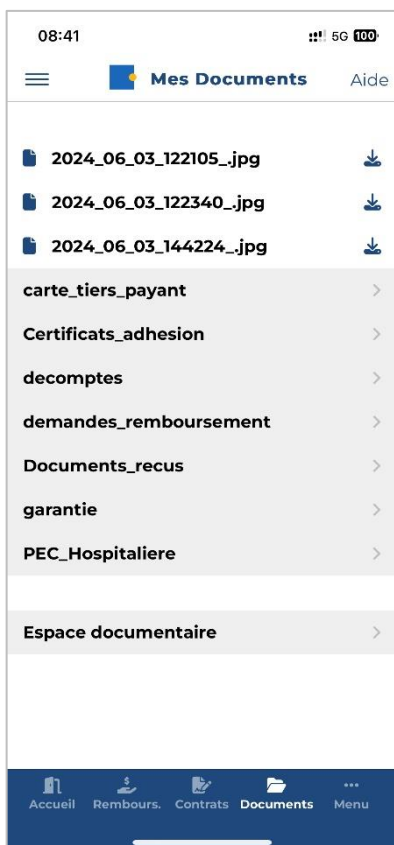 08:41 5G 100
Mes Documents Aide
2024_06_03_122105_.jpg
2024_06_03_122340_.jpg
2024_06_03_144224_.jpg
carte_tiers_payant
Certificats_adhesion
decomptes
demandes_remboursement
Documents_recus
garantie
PEC_Hospitaliere
Espace documentaire
Accueil Rembours. Contrats Documents Menu